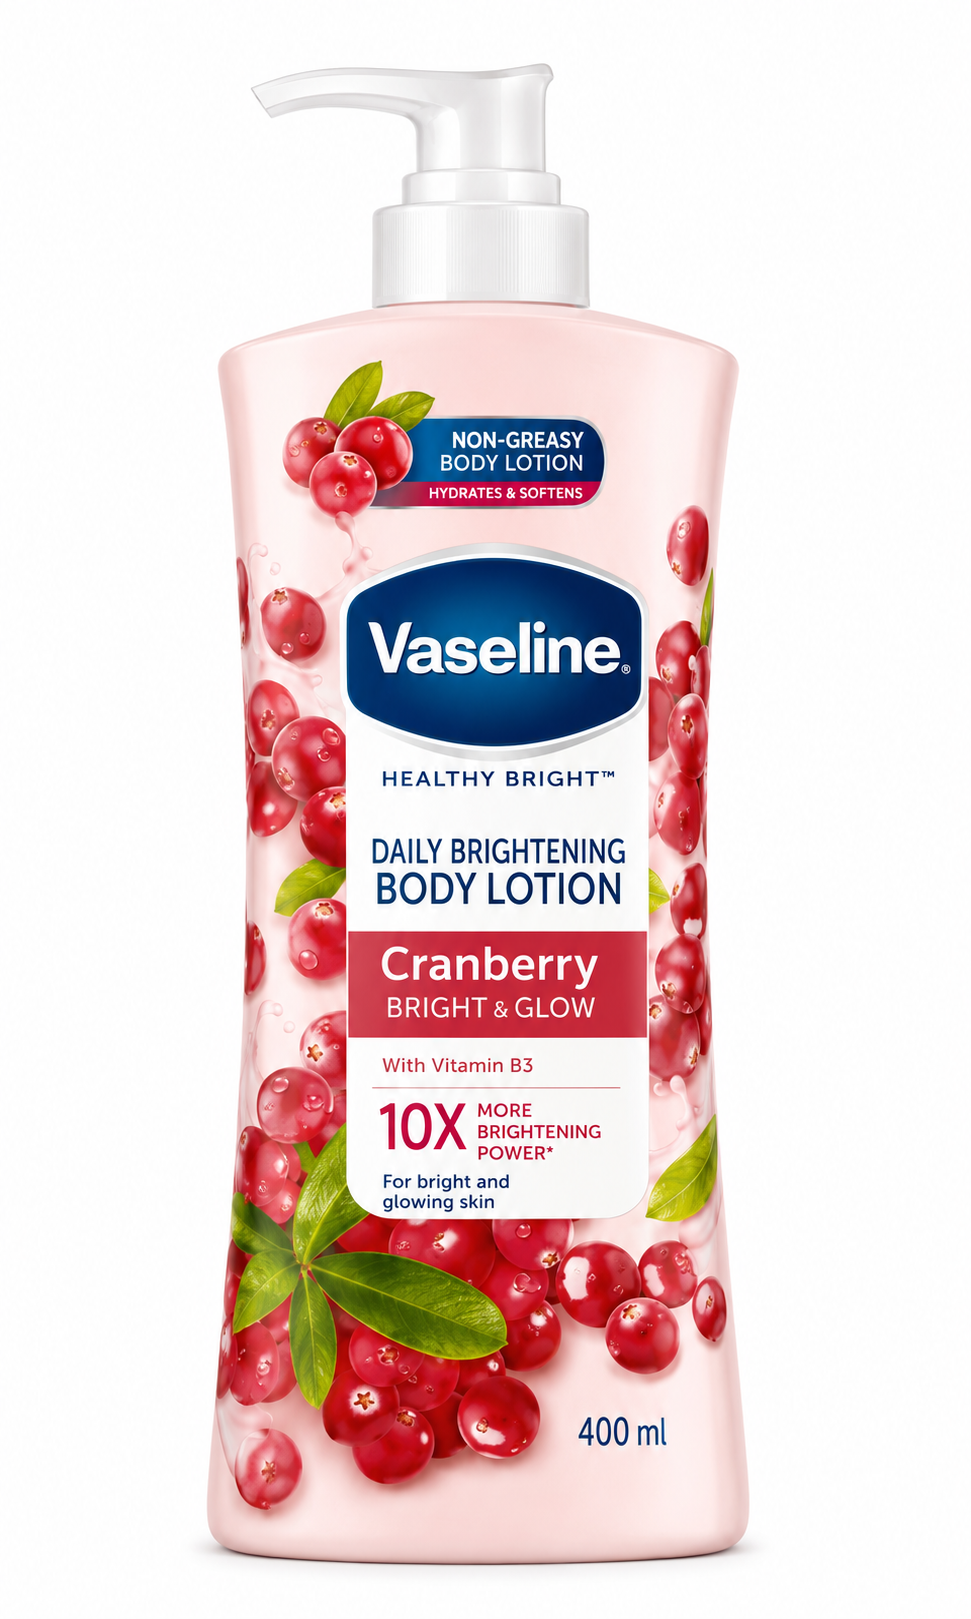 NON-GREASY
BODY LOTION
HYDRATES & SOFTENS
Vaseline®
HEALTHY BRIGHT™
DAILY BRIGHTENING
BODY LOTION
Cranberry
BRIGHT & GLOW
With Vitamin B3
10X MORE
BRIGHTENING
POWER*
For bright and
glowing skin
400 ml